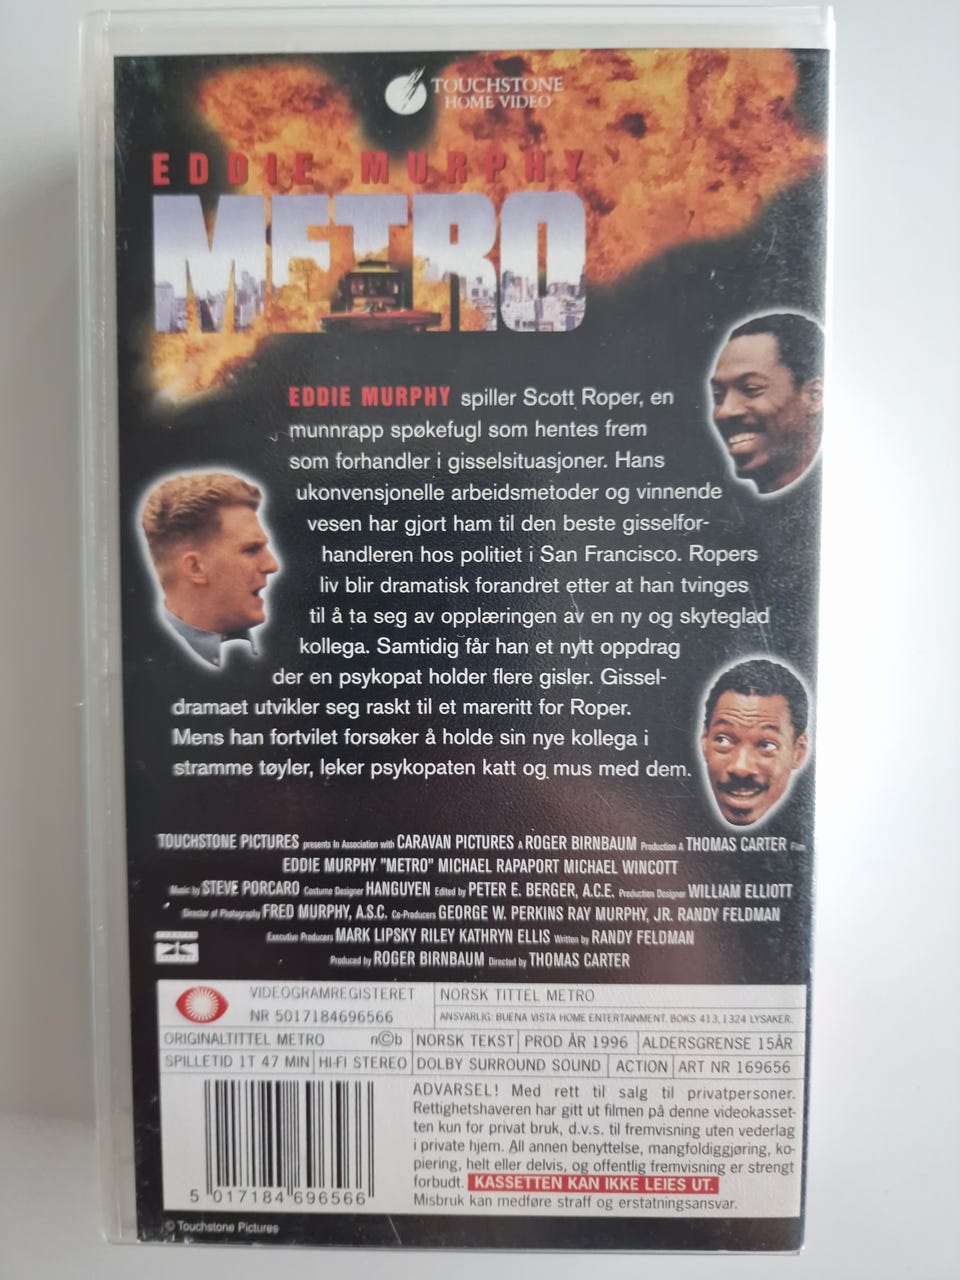 TOUCHSTONE
HOME VIDEO
EDDIE MURPHY
METRO
EDDIE MURPHY spiller Scott Roper, en
munnrapp spøkefugl som hentes frem
som forhandler i gisselsituasjoner. Hans
ukonvensjonelle arbeidsmetoder og vinnende
vesen har gjort ham til den beste gisselfor-
handleren hos politiet i San Francisco. Ropers
liv blir dramatisk forandret etter at han tvinges
til å ta seg av opplæringen av en ny og skyteglad
kollega. Samtidig får han et nytt oppdrag
der en psykopat holder flere gisler. Gissel-
dramaet utvikler seg raskt til et mareritt for Roper.
Mens han fortvilet forsøker å holde sin nye kollega i
stramme tøyler, leker psykopaten katt og mus med dem.
TOUCHSTONE PICTURES presents In Association with CARAVAN PICTURES A ROGER BIRNBAUM Production A THOMAS CARTER Film
EDDIE MURPHY "METRO" MICHAEL RAPAPORT MICHAEL WINCOTT
Music by STEVE PORCARO Costume Designer HANGUYEN Edited by PETER E. BERGER, A.C.E. Production Designer WILLIAM ELLIOTT
Director of Photography FRED MURPHY, A.S.C. Co-Producers GEORGE W. PERKINS RAY MURPHY, JR. RANDY FELDMAN
Executive Producers MARK LIPSKY RILEY KATHRYN ELLIS Written by RANDY FELDMAN
Produced by ROGER BIRNBAUM Directed by THOMAS CARTER
VIDEOGRAMREGISTERET
NR 5017184696566
NORSK TITTEL METRO
ANSVARLIG: BUENA VISTA HOME ENTERTAINMENT. BOKS 413, 1324 LYSAKER.
ORIGINALTITTEL METRO n©b NORSK TEKST PROD ÅR 1996 ALDERSGRENSE 15ÅR
SPILLETID 1T 47 MIN HI-FI STEREO DOLBY SURROUND SOUND ACTION ART NR 169656
ADVARSEL! Med rett til salg til privatpersoner.
Rettighetshaveren har gitt ut filmen på denne videokasset-
ten kun for privat bruk, d.v.s. til fremvisning uten vederlag
i private hjem. All annen benyttelse, mangfoldiggjøring, ko-
piering, helt eller delvis, og offentlig fremvisning er strengt
forbudt. KASSETTEN KAN IKKE LEIES UT.
Misbruk kan medføre straff og erstatningsansvar.
5 017184 696566
© Touchstone Pictures